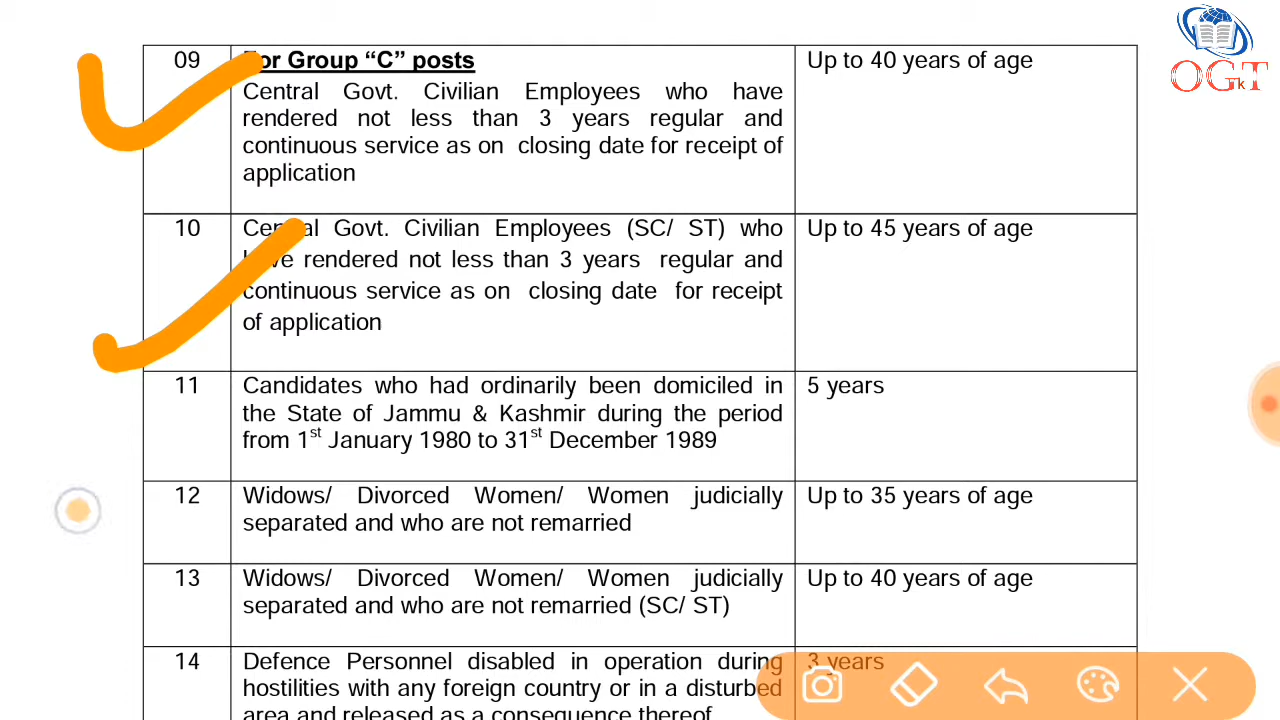 OGT
k
09 For Group “C” posts Up to 40 years of age
Central Govt. Civilian Employees who have
rendered not less than 3 years regular and
continuous service as on closing date for receipt of
application
10 Central Govt. Civilian Employees (SC/ ST) who Up to 45 years of age
have rendered not less than 3 years regular and
continuous service as on closing date for receipt
of application
11 Candidates who had ordinarily been domiciled in 5 years
the State of Jammu & Kashmir during the period
from 1st January 1980 to 31st December 1989
12 Widows/ Divorced Women/ Women judicially Up to 35 years of age
separated and who are not remarried
13 Widows/ Divorced Women/ Women judicially Up to 40 years of age
separated and who are not remarried (SC/ ST)
14 Defence Personnel disabled in operation during 3 years
hostilities with any foreign country or in a disturbed
area and released as a consequence thereof